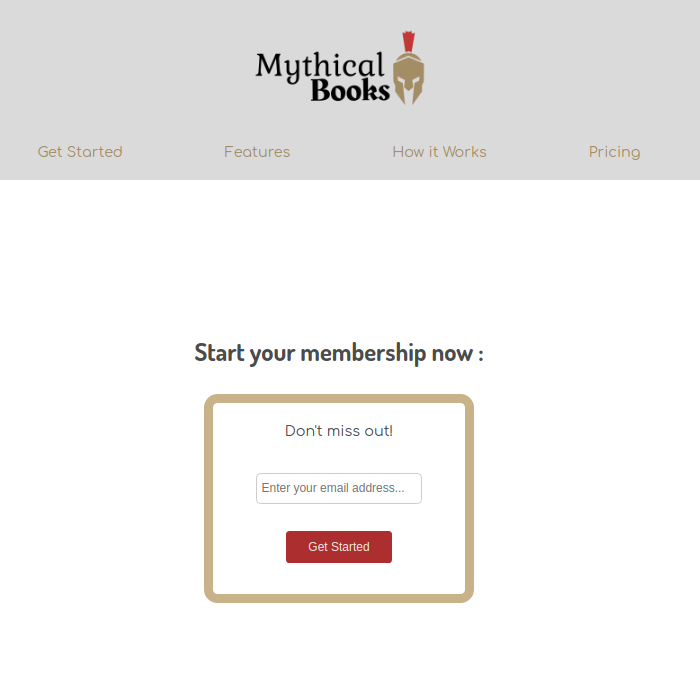 Mythical
Books
Get Started
Features
How it Works
Pricing
Start your membership now :
Don't miss out!
Enter your email address...
Get Started